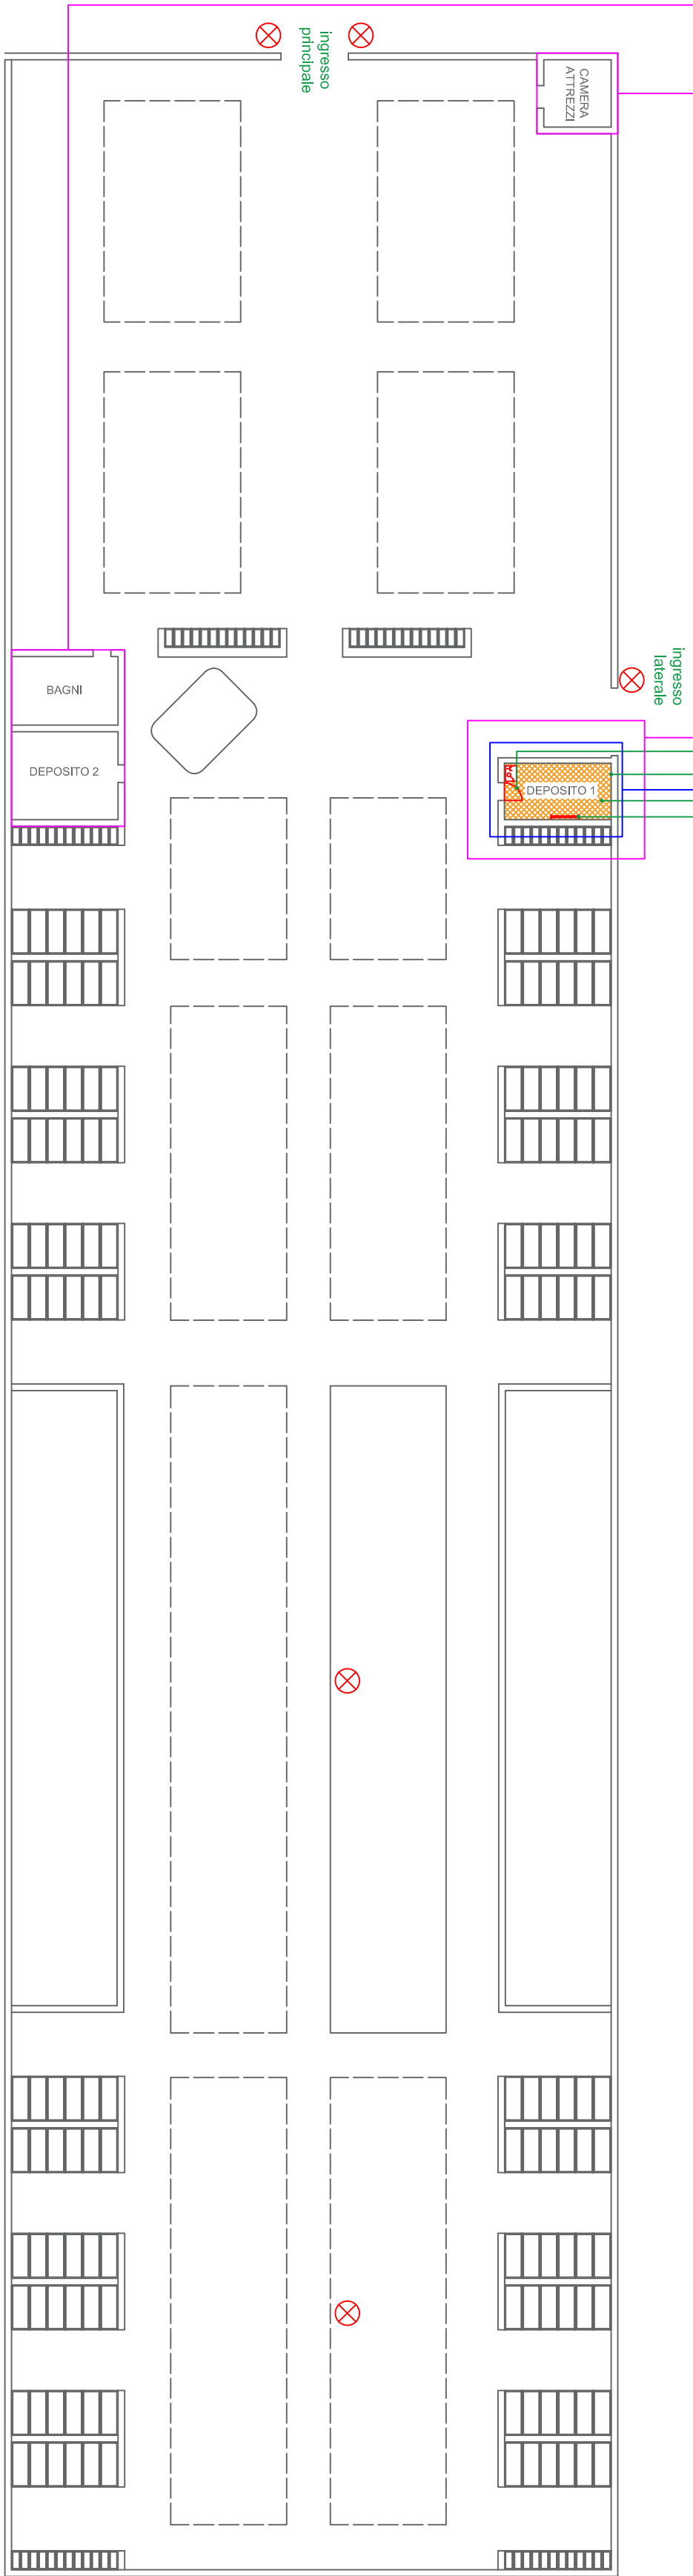 ingresso
principale
CAMERA
ATTREZZI
ingresso
laterale
BAGNI
DEPOSITO 2
DEPOSITO 1